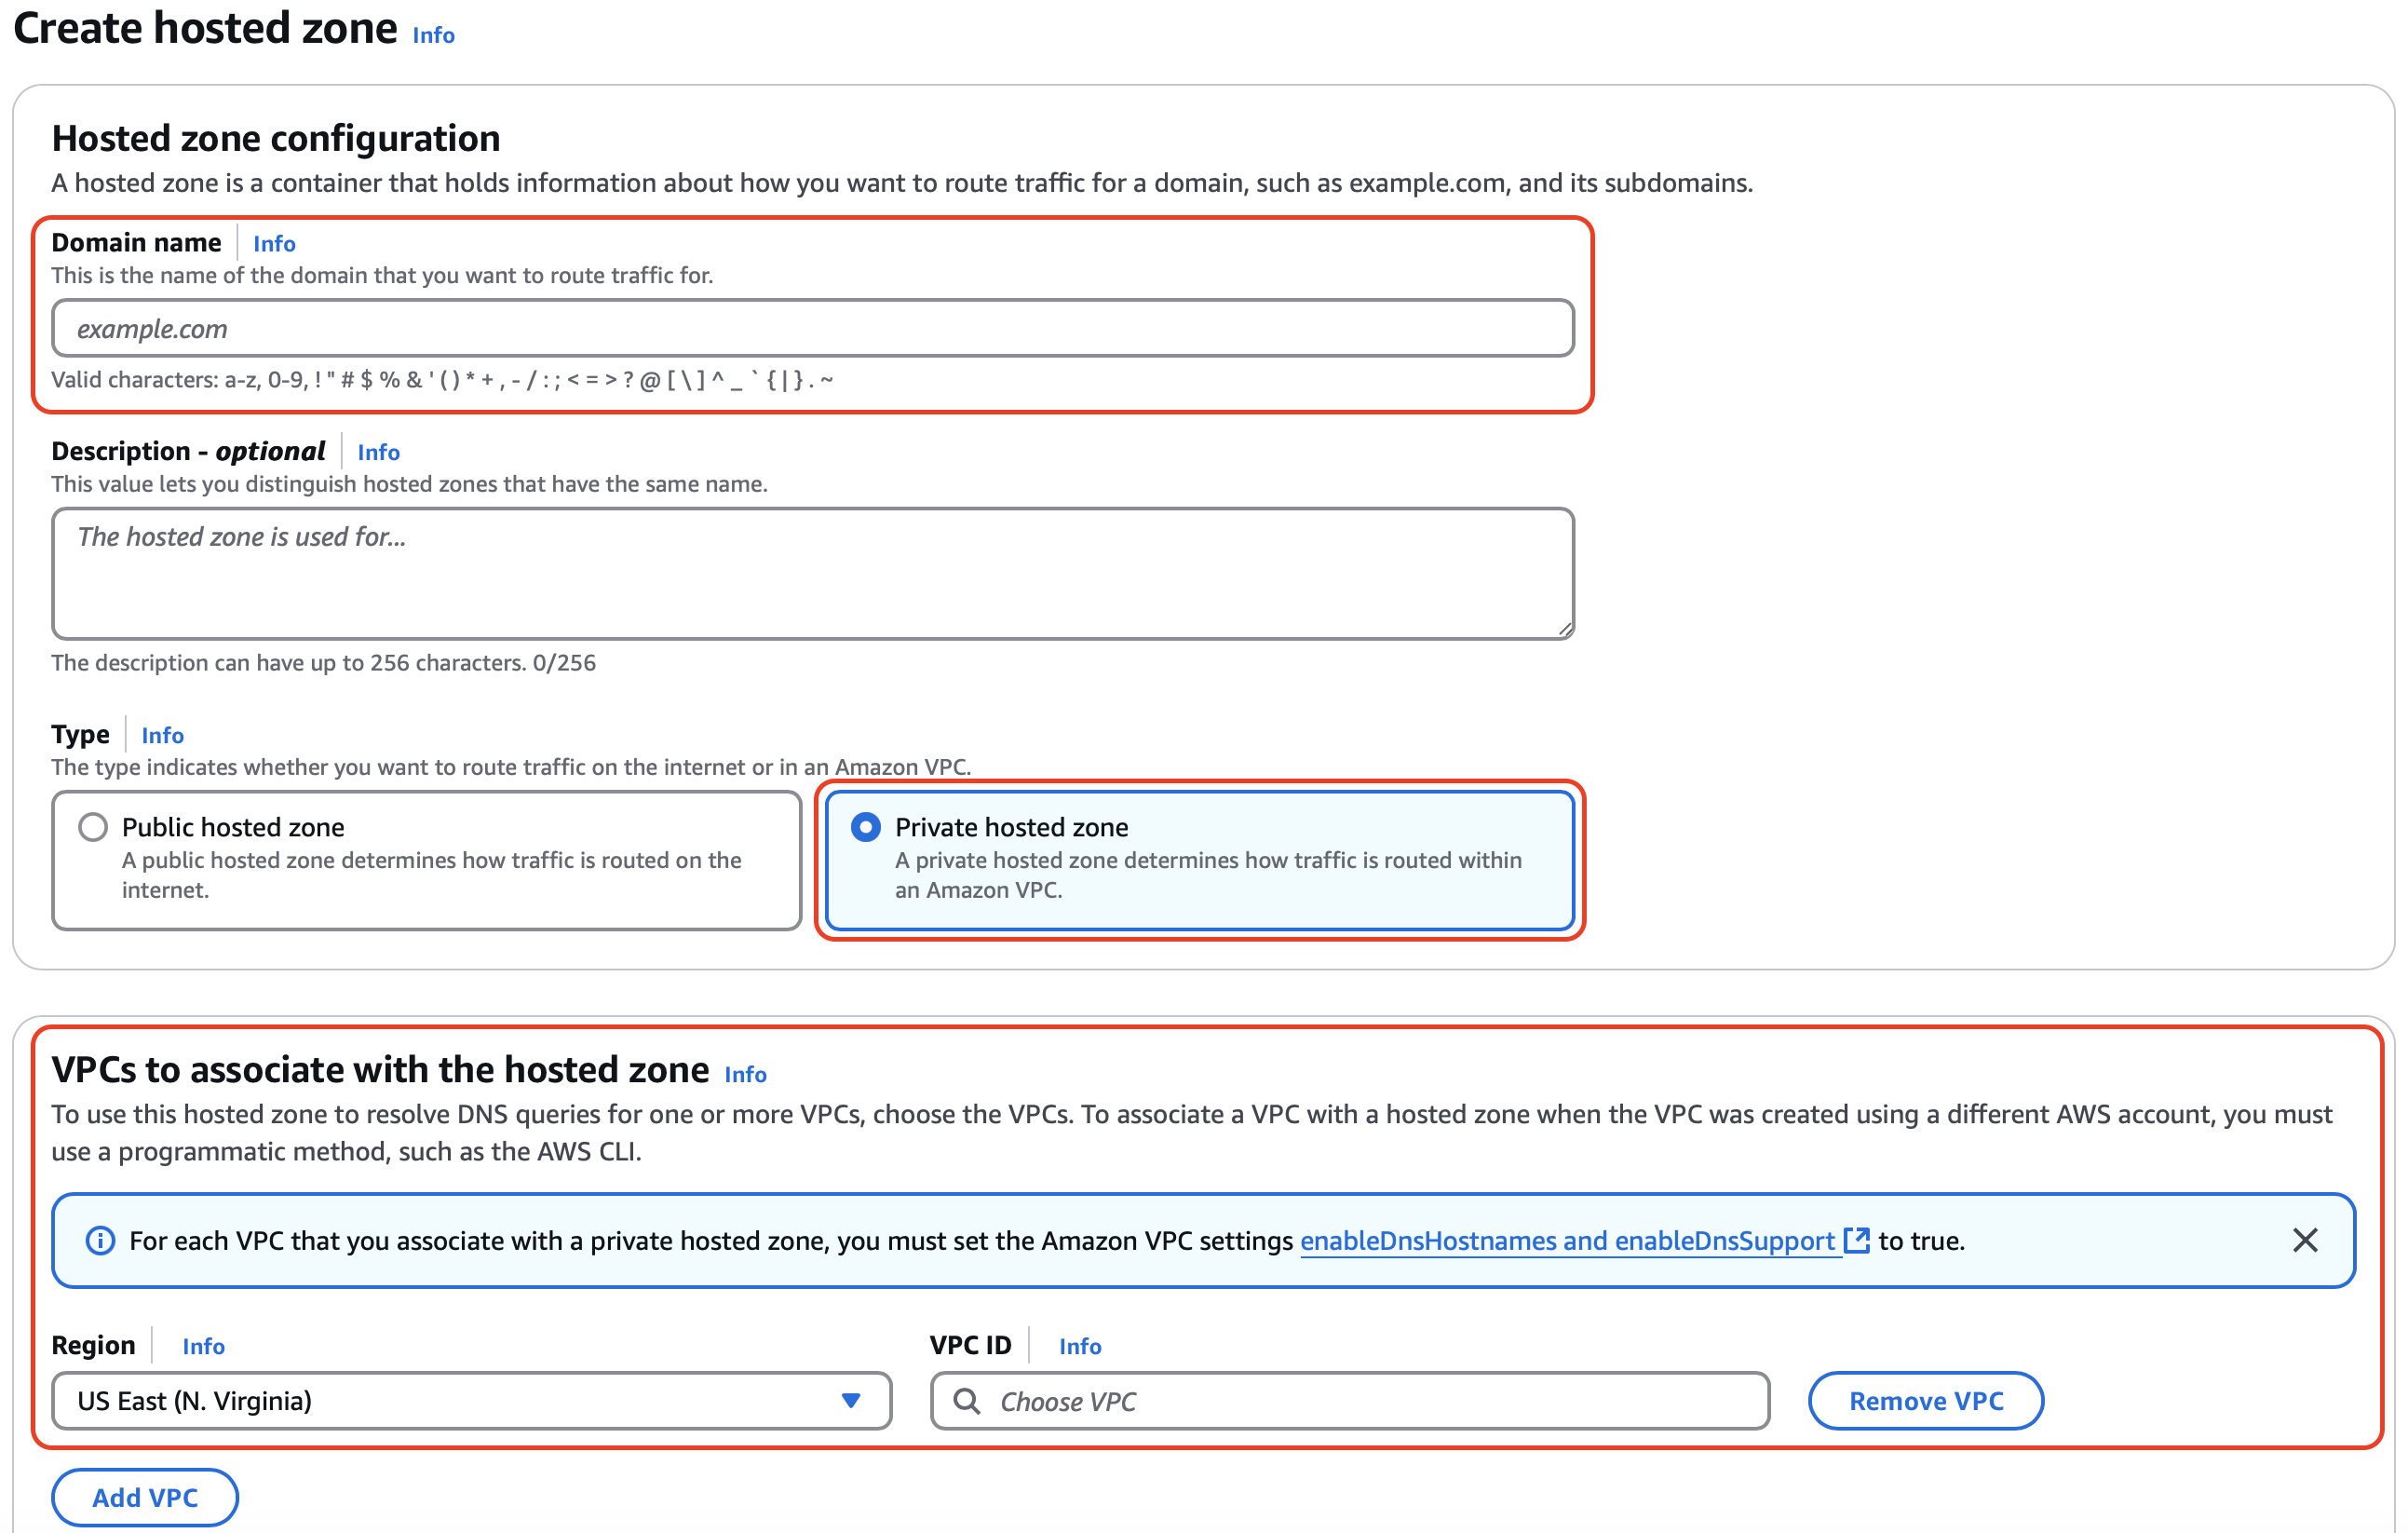 Create hosted zone Info
Hosted zone configuration
A hosted zone is a container that holds information about how you want to route traffic for a domain, such as example.com, and its subdomains.
Domain name Info
This is the name of the domain that you want to route traffic for.
example.com
Valid characters: a-z, 0-9, ! " # $ % & ' ( ) * + , - / : ; < = > ? @ [ \ ] ^ _ ` { | } . ~
Description - optional Info
This value lets you distinguish hosted zones that have the same name.
The hosted zone is used for...
The description can have up to 256 characters. 0/256
Type Info
The type indicates whether you want to route traffic on the internet or in an Amazon VPC.
Public hosted zone
A public hosted zone determines how traffic is routed on the
internet.
Private hosted zone
A private hosted zone determines how traffic is routed within
an Amazon VPC.
VPCs to associate with the hosted zone Info
To use this hosted zone to resolve DNS queries for one or more VPCs, choose the VPCs. To associate a VPC with a hosted zone when the VPC was created using a different AWS account, you must
use a programmatic method, such as the AWS CLI.
For each VPC that you associate with a private hosted zone, you must set the Amazon VPC settings enableDnsHostnames and enableDnsSupport to true.
Region Info
US East (N. Virginia)
VPC ID Info
Choose VPC
Remove VPC
Add VPC